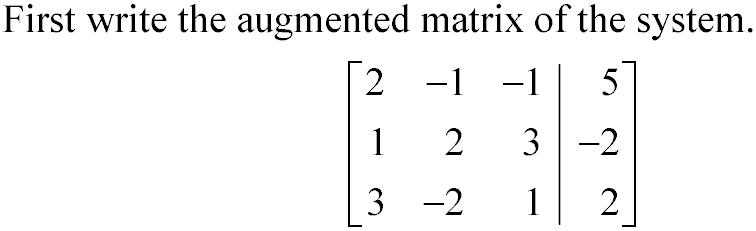 First write the augmented matrix of the system.
2 −1 −1 5
1 2 3 −2
3 −2 1 2